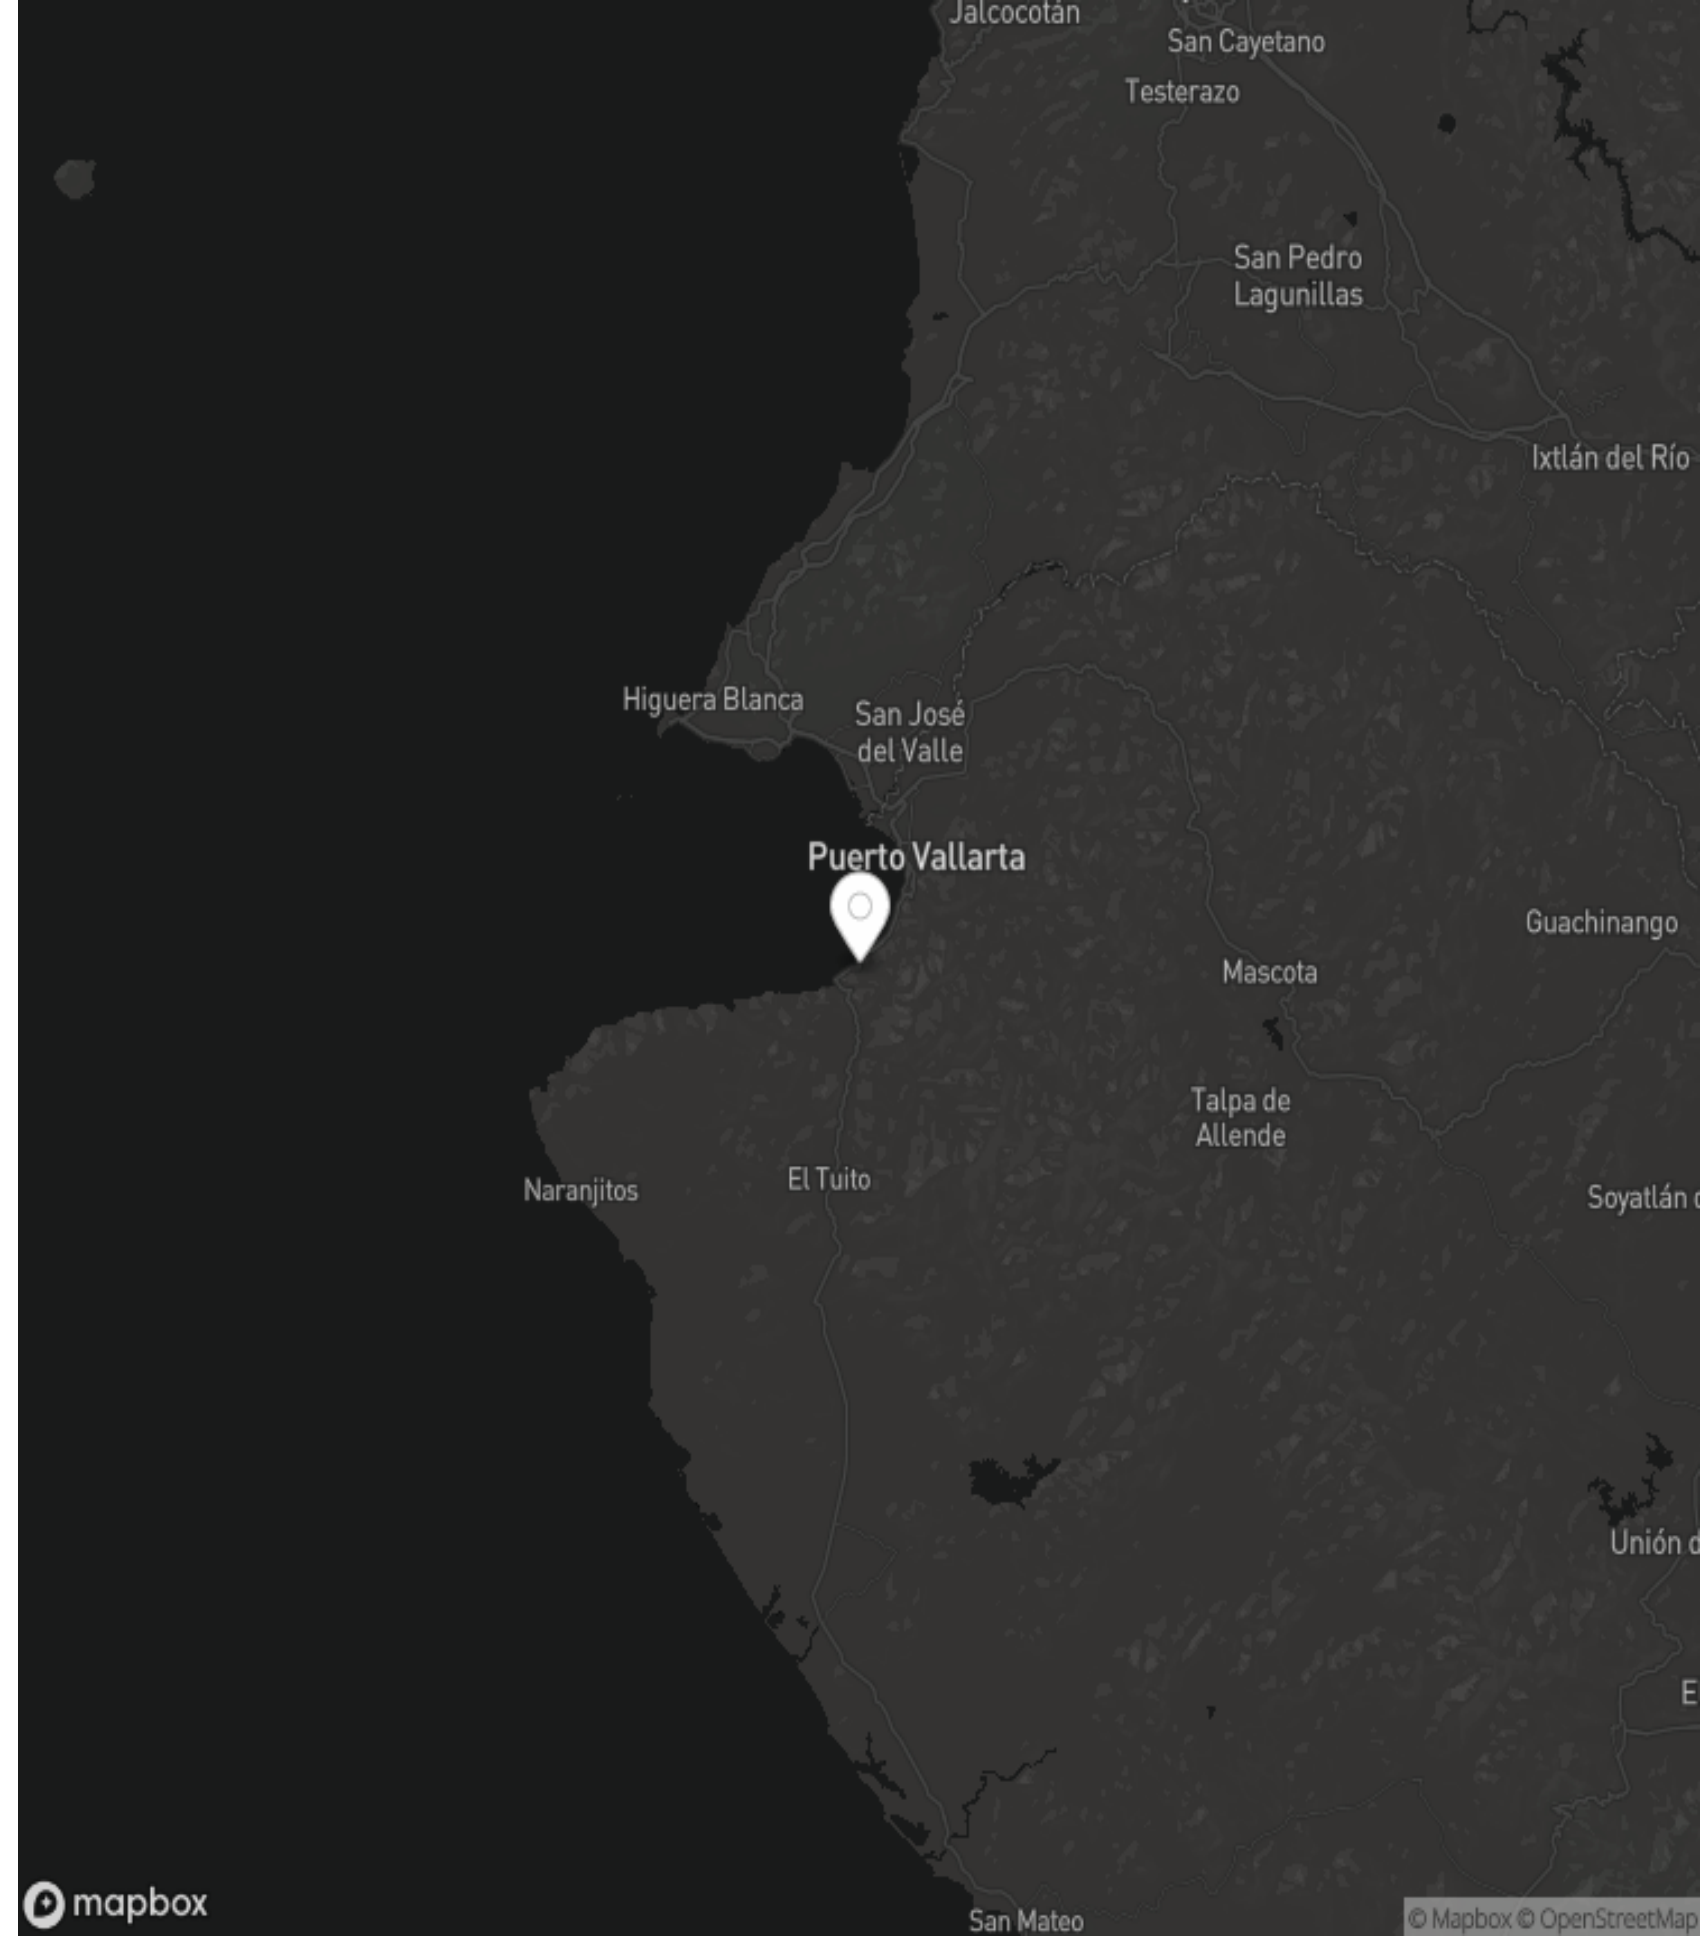 Jalcocotán
San Cayetano
Testerazo
San Pedro
Lagunillas
Ixtlán del Río
Higuera Blanca
San José
del Valle
Puerto Vallarta
Guachinango
Mascota
Talpa de
Allende
El Tuito
Naranjitos
Soyatlán
Unión d
E
mapbox
© Mapbox © OpenStreetMap
San Mateo